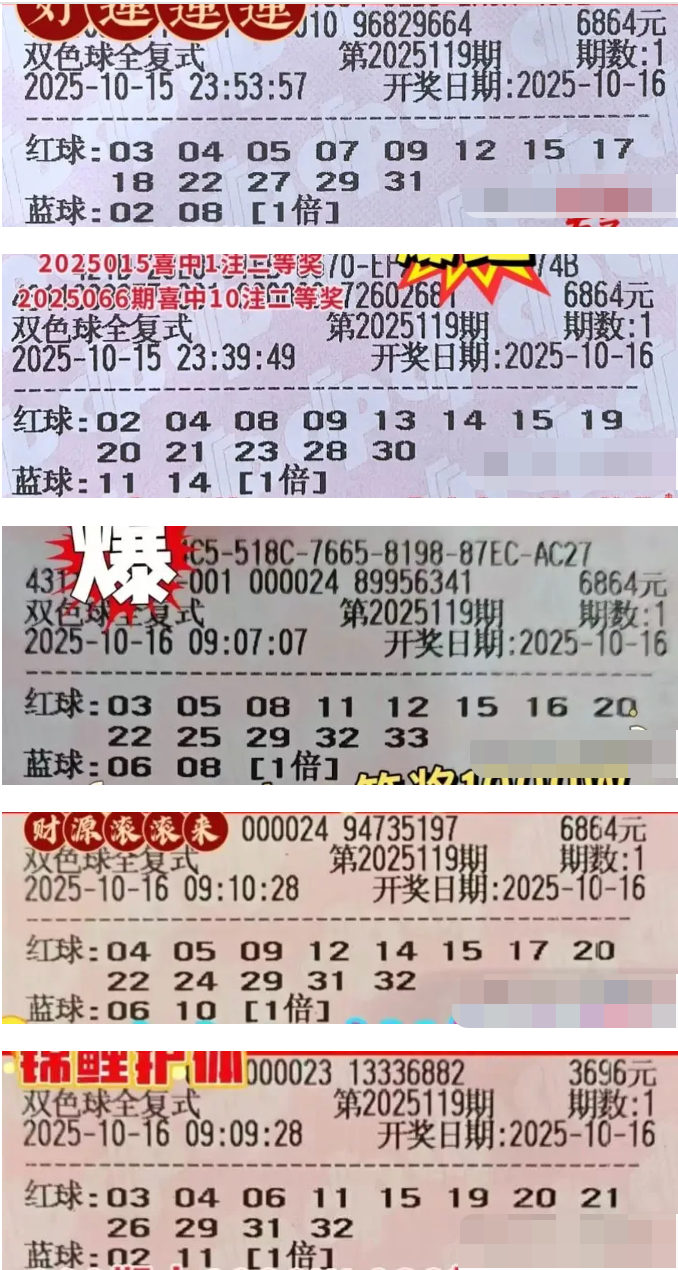 好運運運
010 96829664 6864元
双色球全复式 第2025119期 期数:1
2025-10-15 23:53:57 开奖日期:2025-10-16
红球:03 04 05 07 09 12 15 17
18 22 27 29 31
蓝球:02 08 [1倍]
2025015喜中1注二等奖 70-EF 74B
2025066期喜中10注二等奖 72602681 6864元
双色球全复式 第2025119期 期数:1
2025-10-15 23:39:49 开奖日期:2025-10-16
红球:02 04 08 09 13 14 15 19
20 21 23 28 30
蓝球:11 14 [1倍]
爆 C5-518C-7665-8198-87EC-AC27
431 -001 000024 89956341 6864元
双色球全复式 第2025119期 期数:1
2025-10-16 09:07:07 开奖日期:2025-10-16
红球:03 05 08 11 12 15 16 20
22 25 29 32 33
蓝球:06 08 [1倍]
财源滚滚来 000024 94735197 6864元
双色球全复式 第2025119期 期数:1
2025-10-16 09:10:28 开奖日期:2025-10-16
红球:04 05 09 12 14 15 17 20
22 24 29 31 32
蓝球:06 10 [1倍]
锦鲤护体 000023 13336882 3696元
双色球全复式 第2025119期 期数:1
2025-10-16 09:09:28 开奖日期:2025-10-16
红球:03 04 06 11 15 19 20 21
26 29 31 32
蓝球:02 11 [1倍]